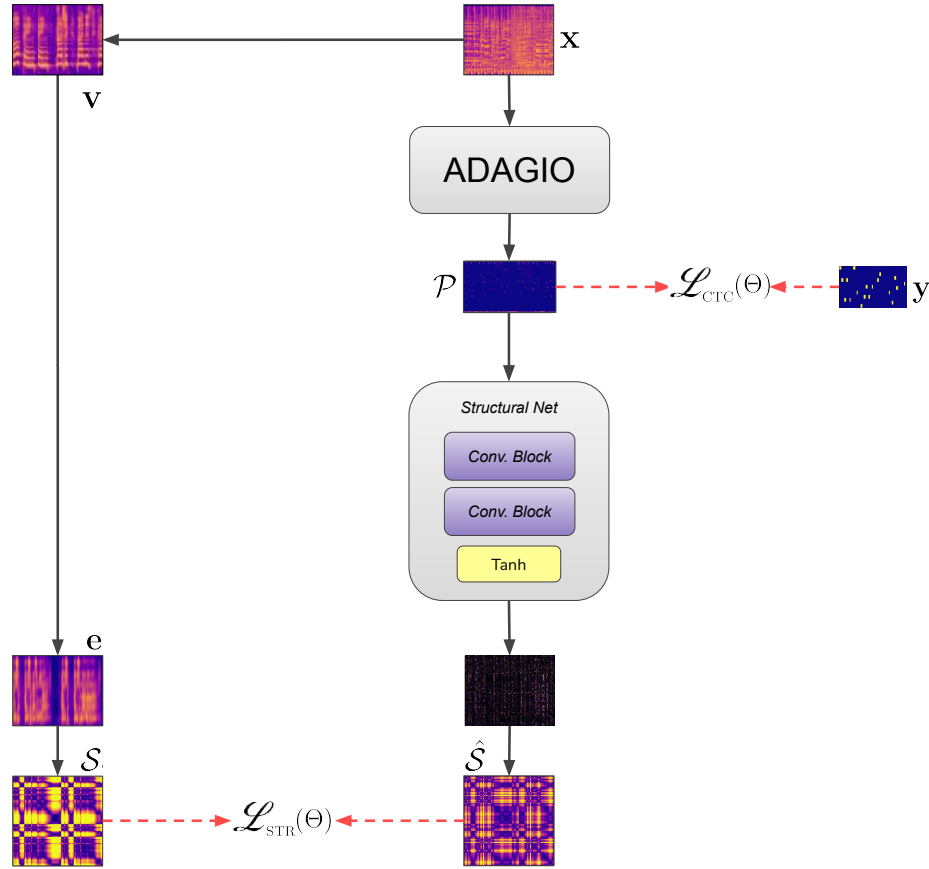 x
v
ADAGIO
𝒫
ℒCTC(Θ)
y
Structural Net
Conv. Block
Conv. Block
Tanh
e
𝒮
𝒮̂
ℒSTR(Θ)